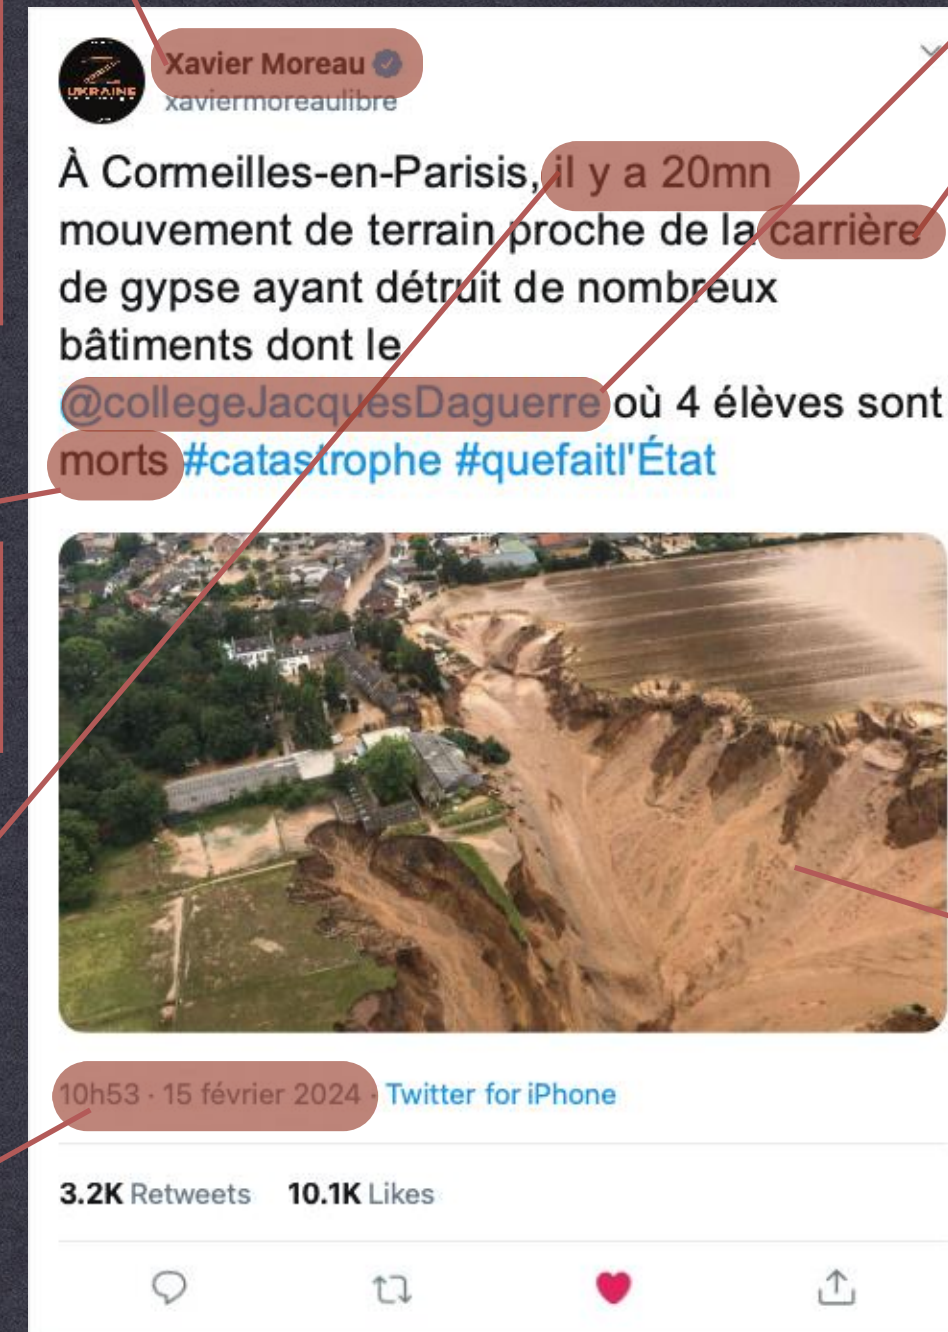 Z
UKRAINE
Xavier Moreau
xaviermoreaulibre
À Cormeilles-en-Parisis, il y a 20mn
mouvement de terrain proche de la carrière
de gypse ayant détruit de nombreux
bâtiments dont le
@collegeJacquesDaguerre où 4 élèves sont
morts #catastrophe #quefaitl'État
10h53 · 15 février 2024 · Twitter for iPhone
3.2K Retweets 10.1K Likes